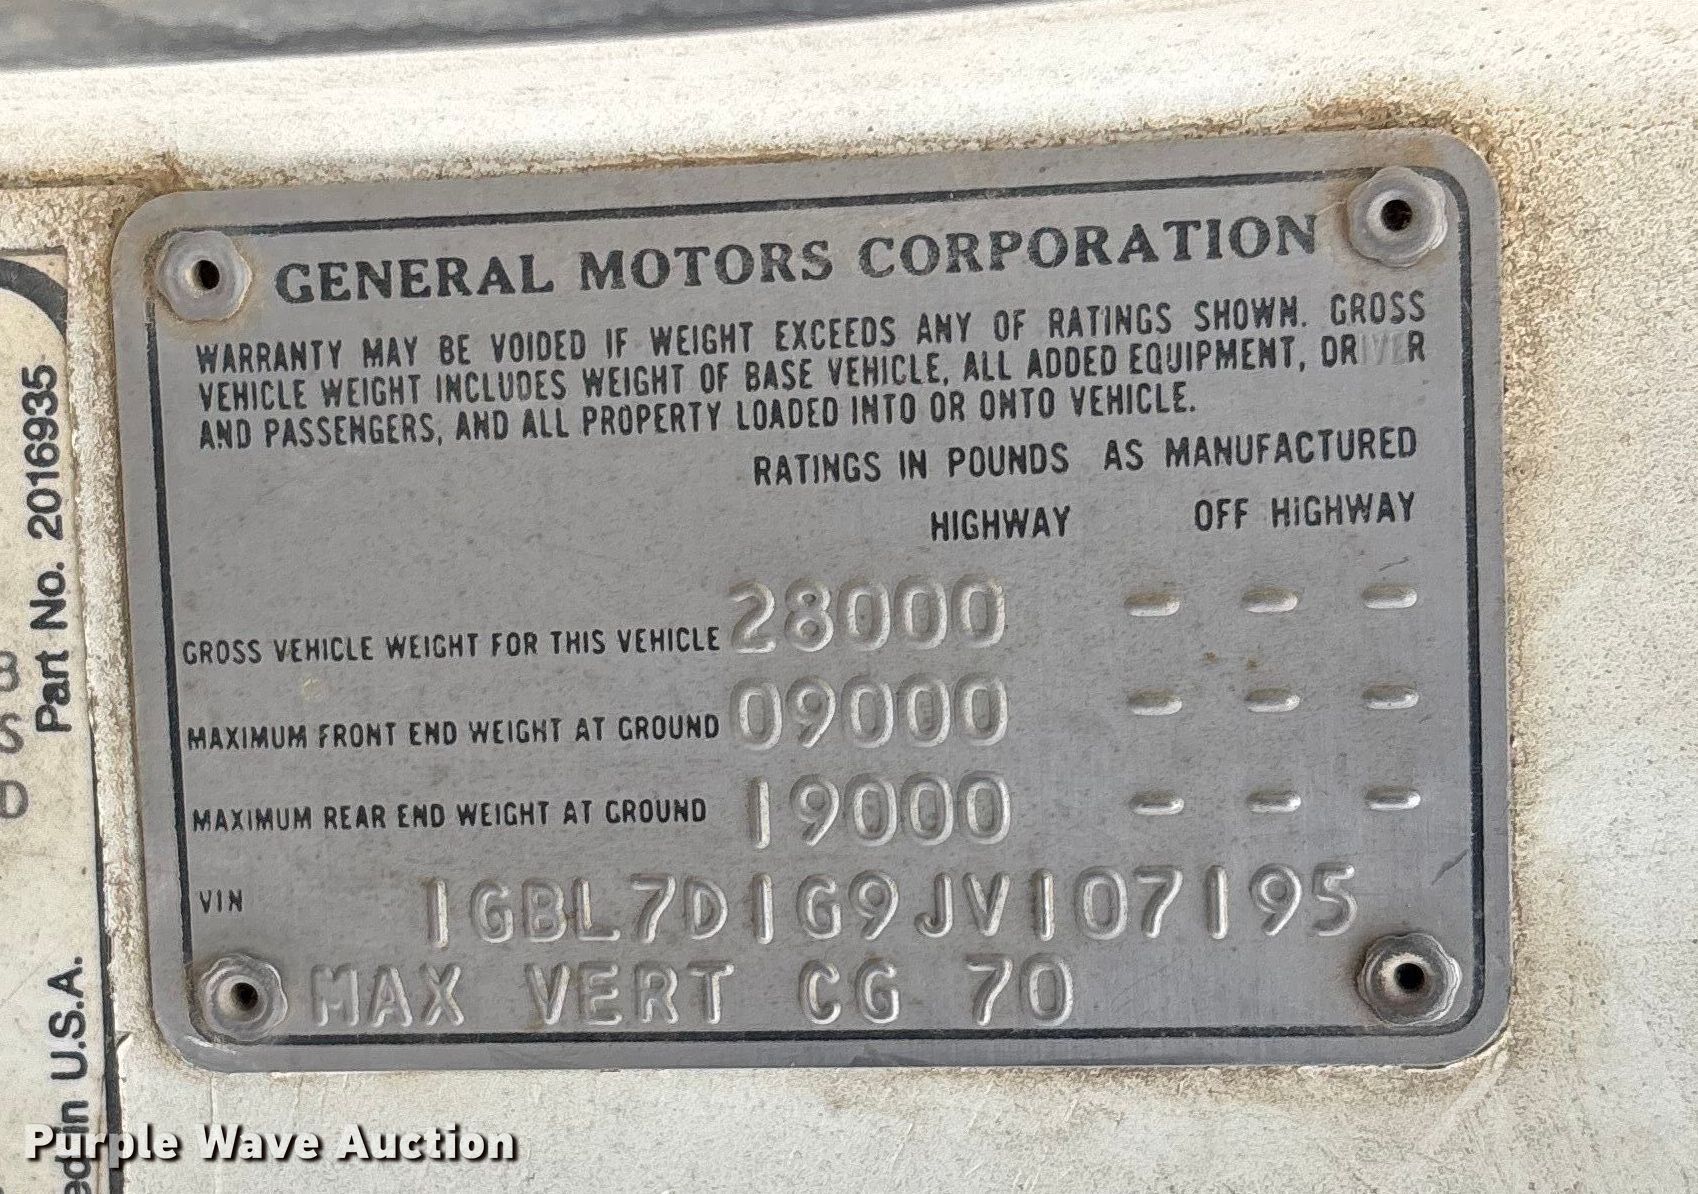 GENERAL MOTORS CORPORATION
WARRANTY MAY BE VOIDED IF WEIGHT EXCEEDS ANY OF RATINGS SHOWN. GROSS
VEHICLE WEIGHT INCLUDES WEIGHT OF BASE VEHICLE, ALL ADDED EQUIPMENT, DRIVER
AND PASSENGERS, AND ALL PROPERTY LOADED INTO OR ONTO VEHICLE.
RATINGS IN POUNDS AS MANUFACTURED
HIGHWAY OFF HIGHWAY
GROSS VEHICLE WEIGHT FOR THIS VEHICLE 28000 - - -
MAXIMUM FRONT END WEIGHT AT GROUND 09000 - - -
MAXIMUM REAR END WEIGHT AT GROUND 19000 - - -
VIN 1GBL7D1G9JV107195
MAX VERT CG 70
Part No. 2016935
in U.S.A.
B
S
D
Purple Wave Auction